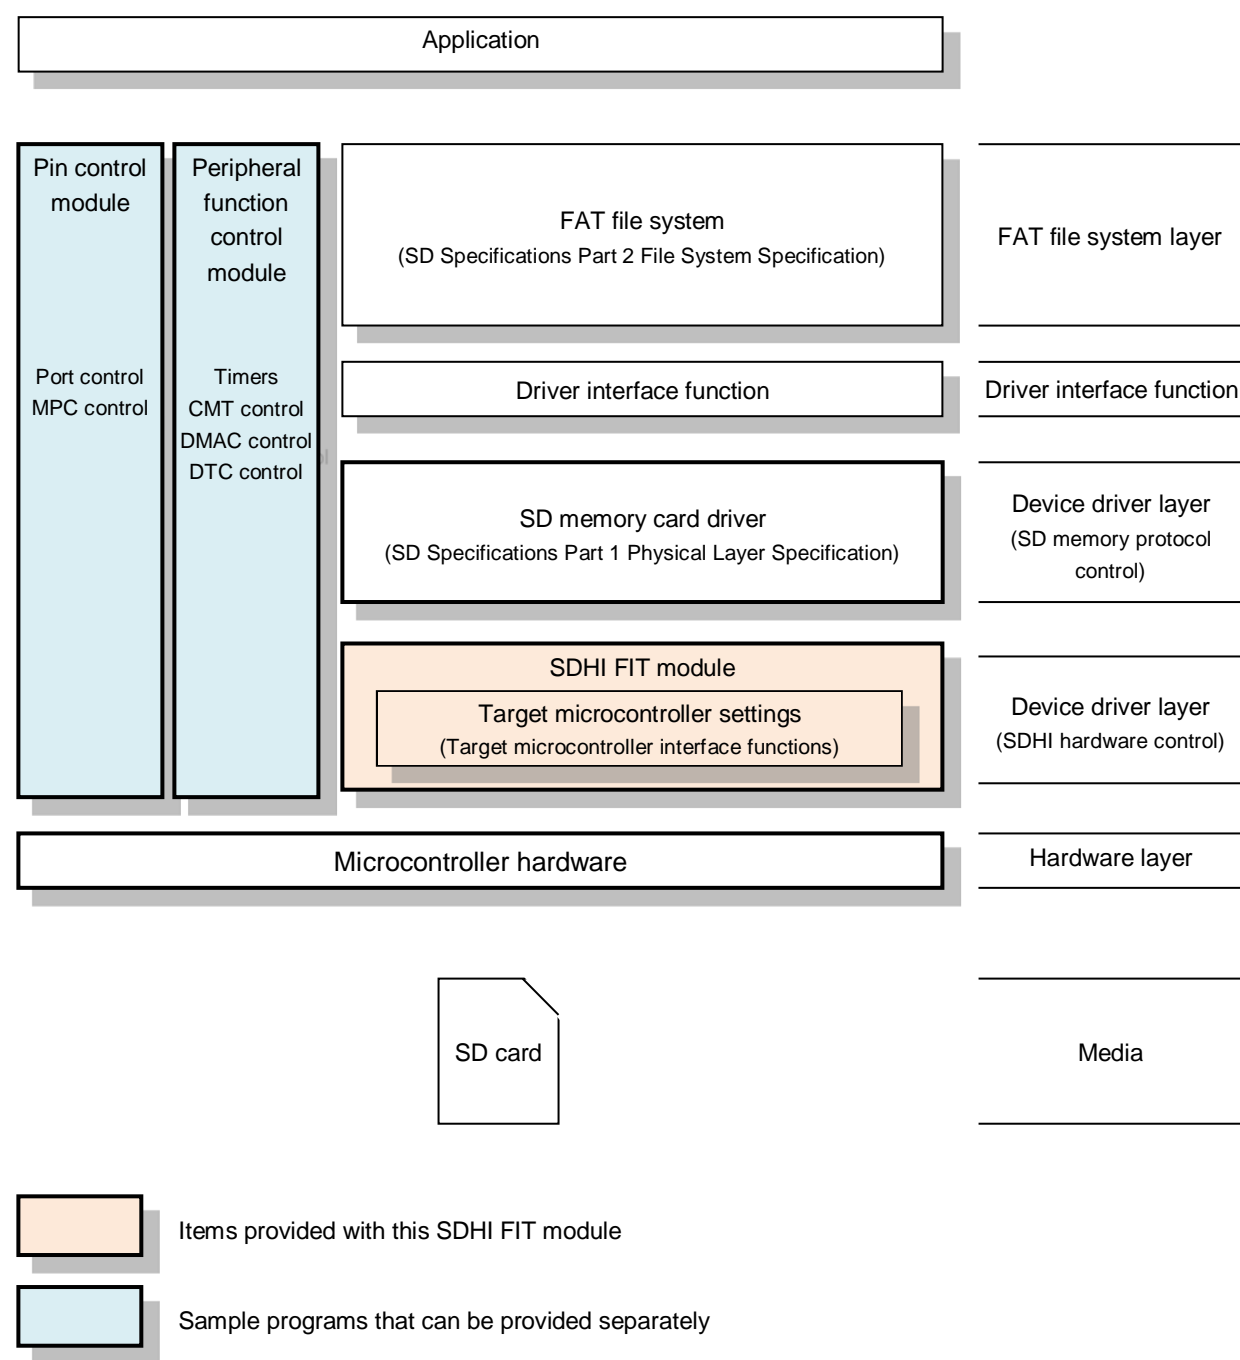 Application
Pin control
module
Port control
MPC control
Peripheral
function
control
module
Timers
CMT control
DMAC control
DTC control
FAT file system
(SD Specifications Part 2 File System Specification)
FAT file system layer
Driver interface function
Driver interface function
SD memory card driver
(SD Specifications Part 1 Physical Layer Specification)
Device driver layer
(SD memory protocol
control)
SDHI FIT module
Target microcontroller settings
(Target microcontroller interface functions)
Device driver layer
(SDHI hardware control)
Microcontroller hardware
Hardware layer
SD card
Media
Items provided with this SDHI FIT module
Sample programs that can be provided separately